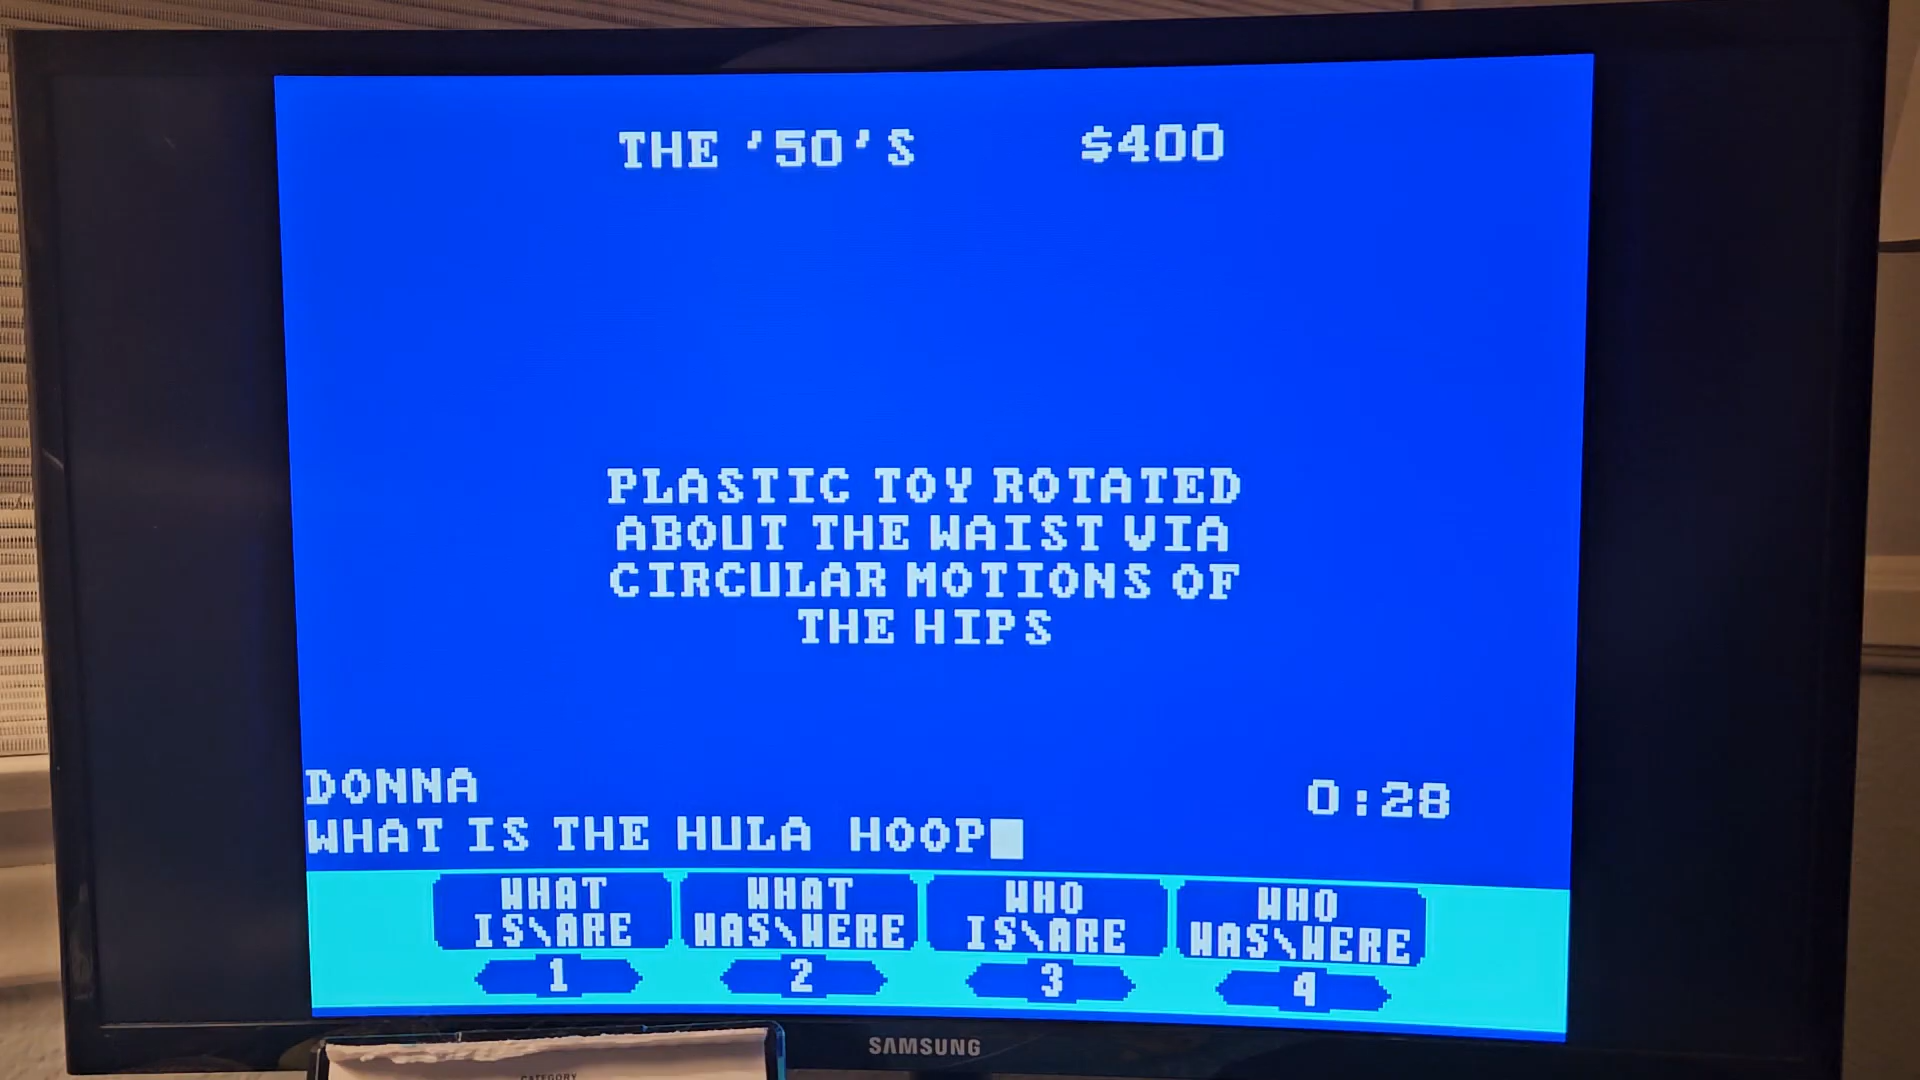 THE '50'S $400
PLASTIC TOY ROTATED
ABOUT THE WAIST VIA
CIRCULAR MOTIONS OF
THE HIPS
DONNA 0:28
WHAT IS THE HULA HOOP
WHAT IS\ARE
WHAT WAS\WERE
WHO IS\ARE
WHO WAS\WERE
1 2 3 4
SAMSUNG
CATEGORY